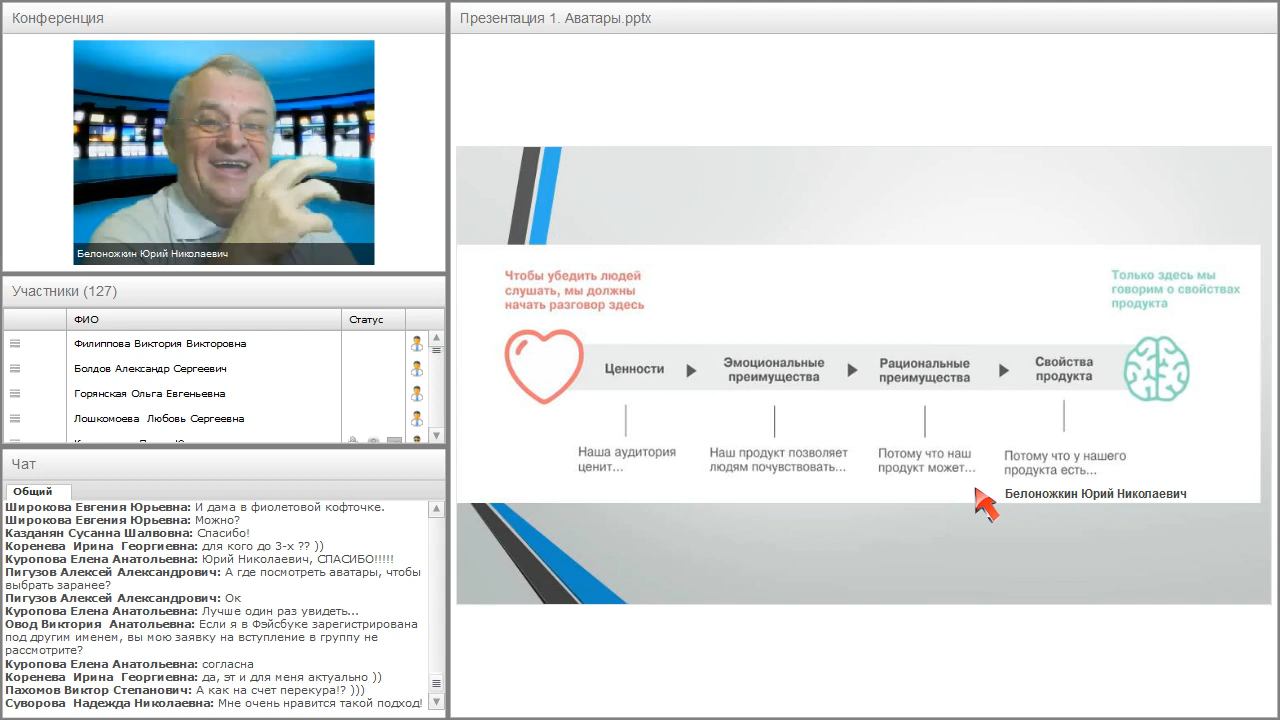 Конференция
Белоножкин Юрий Николаевич
Участники (127)
ФИО
Статус
Филиппова Виктория Викторовна
Болдов Александр Сергеевич
Горянская Ольга Евгеньевна
Лошкомоева Любовь Сергеевна
Чат
Общий
Широкова Евгения Юрьевна: И дама в фиолетовой кофточке.
Широкова Евгения Юрьевна: Можно?
Казданян Сусанна Шалвовна: Спасибо!
Коренева Ирина Георгиевна: для кого до 3-х ?? ))
Куропова Елена Анатольевна: Юрий Николаевич, СПАСИБО!!!!!
Пигузов Алексей Александрович: А где посмотреть аватары, чтобы
выбрать заранее?
Пигузов Алексей Александрович: Ок
Куропова Елена Анатольевна: Лучше один раз увидеть...
Овод Виктория Анатольевна: Если я в Фэйсбуке зарегистрирована
под другим именем, вы мою заявку на вступление в группу не
рассмотрите?
Куропова Елена Анатольевна: согласна
Коренева Ирина Георгиевна: да, эт и для меня актуально ))
Пахомов Виктор Степанович: А как на счет перекура!? )))
Суворова Надежда Николаевна: Мне очень нравится такой подход!
Презентация 1. Аватары.pptx
Чтобы убедить людей
слушать, мы должны
начать разговор здесь
Только здесь мы
говорим о свойствах
продукта
Ценности
Эмоциональные
преимущества
Рациональные
преимущества
Свойства
продукта
Наша аудитория
ценит...
Наш продукт позволяет
людям почувствовать...
Потому что наш
продукт может...
Потому что у нашего
продукта есть...
Белоножкин Юрий Николаевич